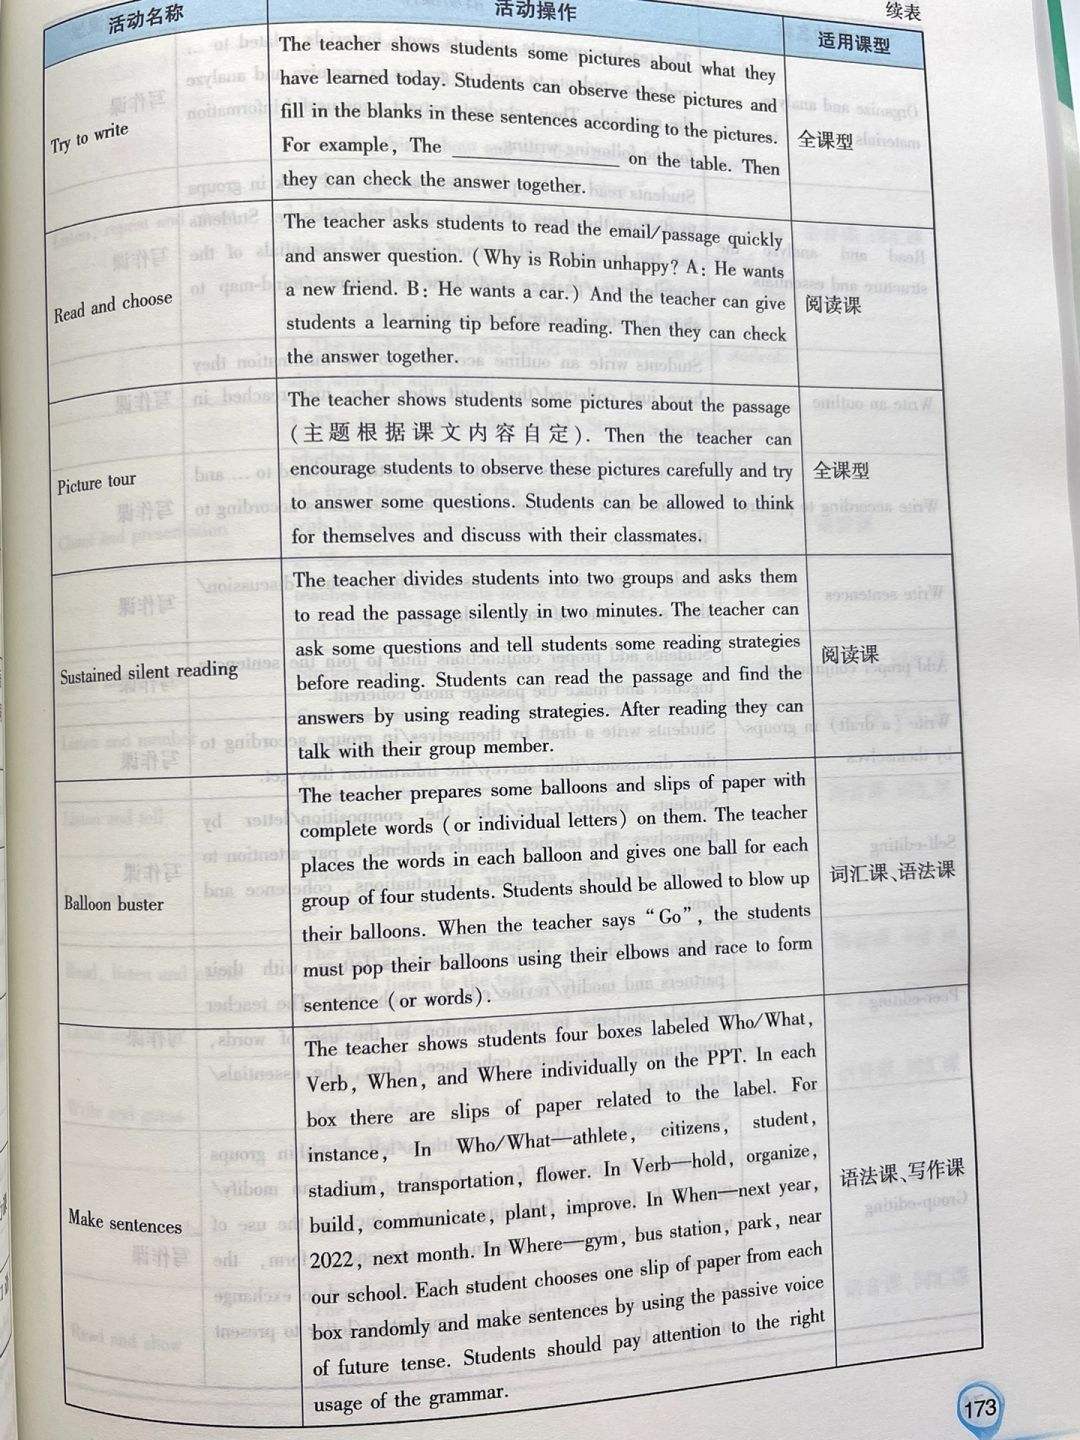 续表
活动名称 活动操作 适用课型
Try to write
The teacher shows students some pictures about what they
have learned today. Students can observe these pictures and
fill in the blanks in these sentences according to the pictures.
For example, The ____________ on the table. Then
they can check the answer together.
全课型
Read and choose
The teacher asks students to read the email/passage quickly
and answer question. (Why is Robin unhappy? A: He wants
a new friend. B: He wants a car.) And the teacher can give
students a learning tip before reading. Then they can check
the answer together.
阅读课
Picture tour
The teacher shows students some pictures about the passage
(主题根据课文内容自定). Then the teacher can
encourage students to observe these pictures carefully and try
to answer some questions. Students can be allowed to think
for themselves and discuss with their classmates.
全课型
Sustained silent reading
The teacher divides students into two groups and asks them
to read the passage silently in two minutes. The teacher can
ask some questions and tell students some reading strategies
before reading. Students can read the passage and find the
answers by using reading strategies. After reading they can
talk with their group member.
阅读课
Balloon buster
The teacher prepares some balloons and slips of paper with
complete words (or individual letters) on them. The teacher
places the words in each balloon and gives one ball for each
group of four students. Students should be allowed to blow up
their balloons. When the teacher says “Go”, the students
must pop their balloons using their elbows and race to form
sentence (or words).
词汇课、语法课
Make sentences
The teacher shows students four boxes labeled Who/What,
Verb, When, and Where individually on the PPT. In each
box there are slips of paper related to the label. For
instance, In Who/What—athlete, citizens, student,
stadium, transportation, flower. In Verb—hold, organize,
build, communicate, plant, improve. In When—next year,
2022, next month. In Where—gym, bus station, park, near
our school. Each student chooses one slip of paper from each
box randomly and make sentences by using the passive voice
of future tense. Students should pay attention to the right
usage of the grammar.
语法课、写作课
173